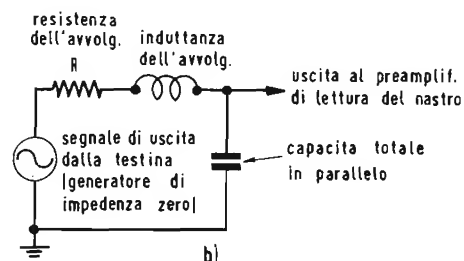 resistenza
dell'avvolg.
R
induttanza
dell'avvolg.
uscita al preamplif.
di lettura del nastro
segnale di uscita
dalla testina
|generatore di
impedenza zero|
capacita totale
in parallelo
b)